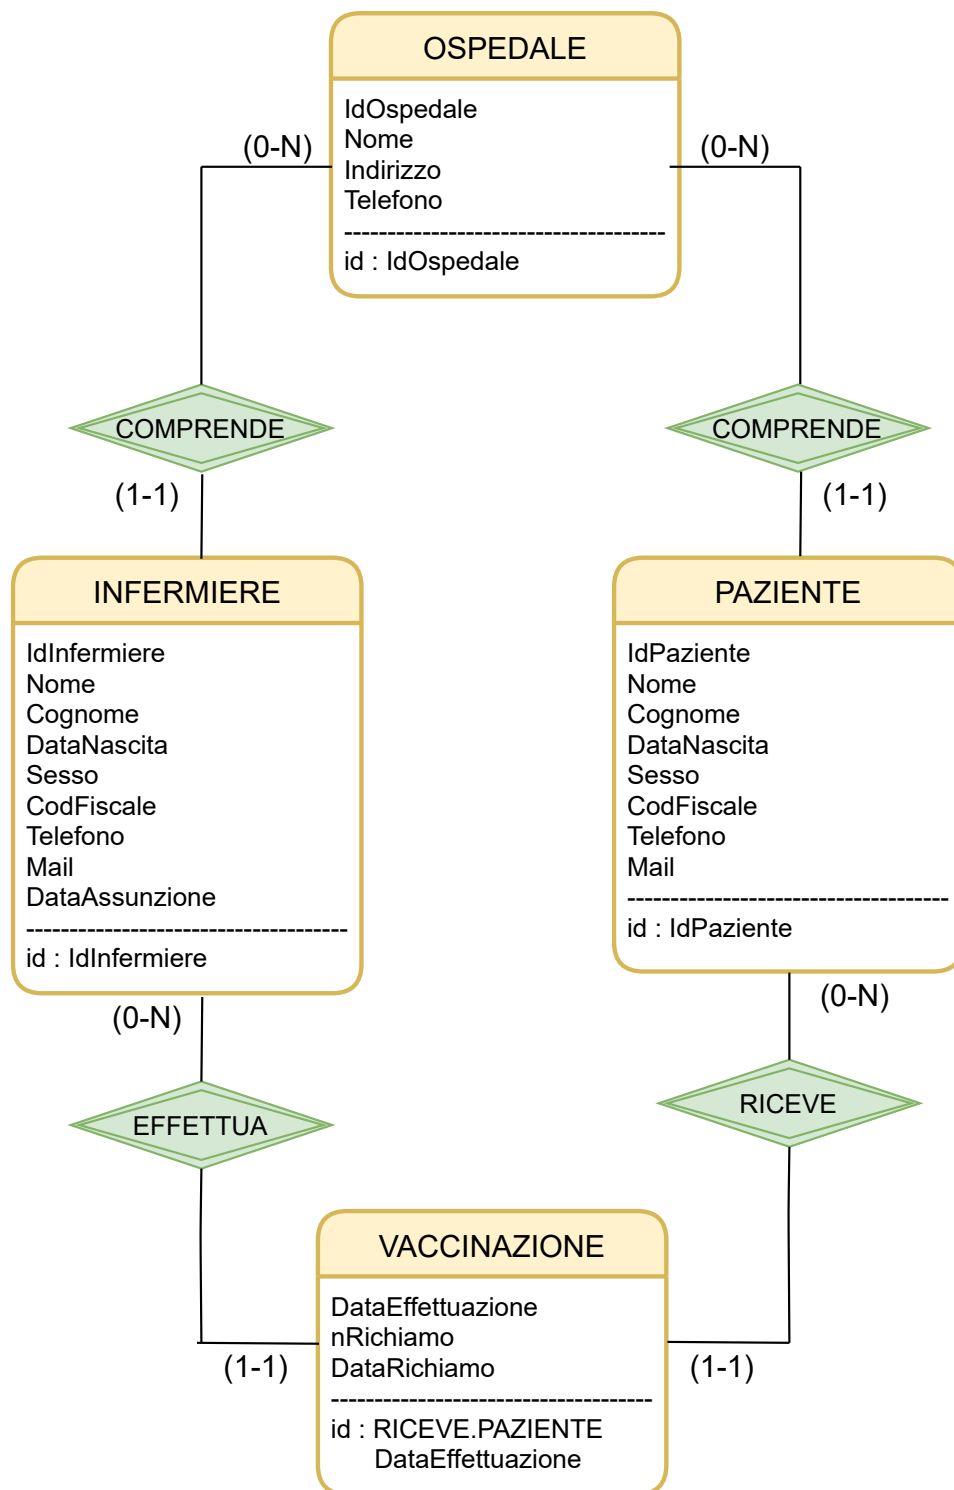 OSPEDALE
IdOspedale
Nome
Indirizzo
Telefono
-------------------------------------
id : IdOspedale
(0-N)
(0-N)
COMPRENDE
COMPRENDE
(1-1)
(1-1)
INFERMIERE
IdInfermiere
Nome
Cognome
DataNascita
Sesso
CodFiscale
Telefono
Mail
DataAssunzione
-------------------------------------
id : IdInfermiere
PAZIENTE
IdPaziente
Nome
Cognome
DataNascita
Sesso
CodFiscale
Telefono
Mail
-------------------------------------
id : IdPaziente
(0-N)
(0-N)
EFFETTUA
RICEVE
VACCINAZIONE
DataEffettuazione
nRichiamo
DataRichiamo
-------------------------------------
id : RICEVE.PAZIENTE
DataEffettuazione
(1-1)
(1-1)